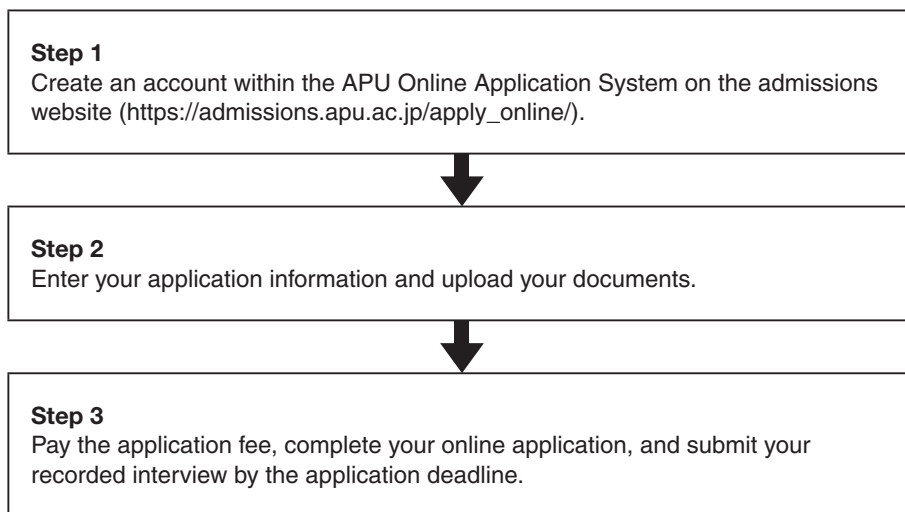 Step 1
Create an account within the APU Online Application System on the admissions
website (https://admissions.apu.ac.jp/apply_online/).
Step 2
Enter your application information and upload your documents.
Step 3
Pay the application fee, complete your online application, and submit your
recorded interview by the application deadline.